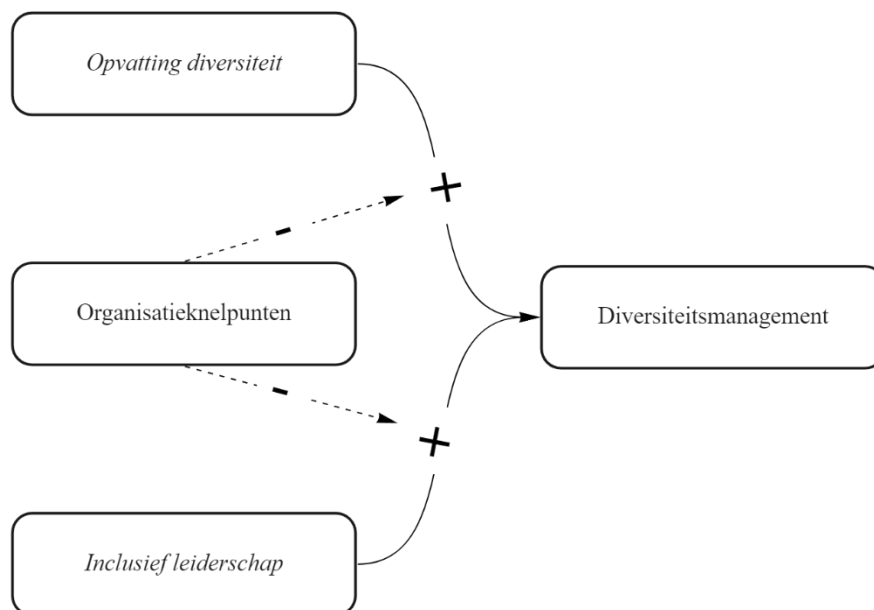 Opvatting diversiteit
+
-
Organisatieknelpunten
Diversiteitsmanagement
-
+
Inclusief leiderschap